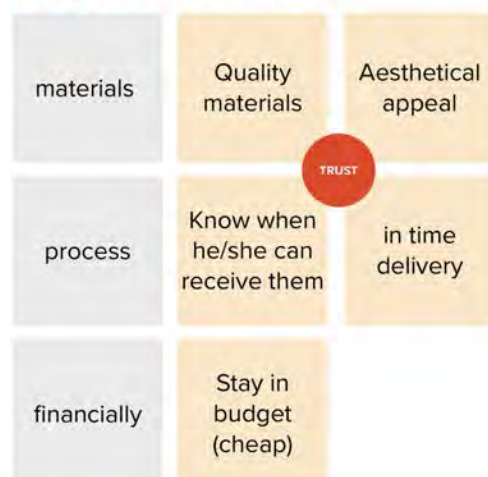 materials
Quality
materials
Aesthetical
appeal
TRUST
process
Know when
he/she can
receive them
in time
delivery
financially
Stay in
budget
(cheap)